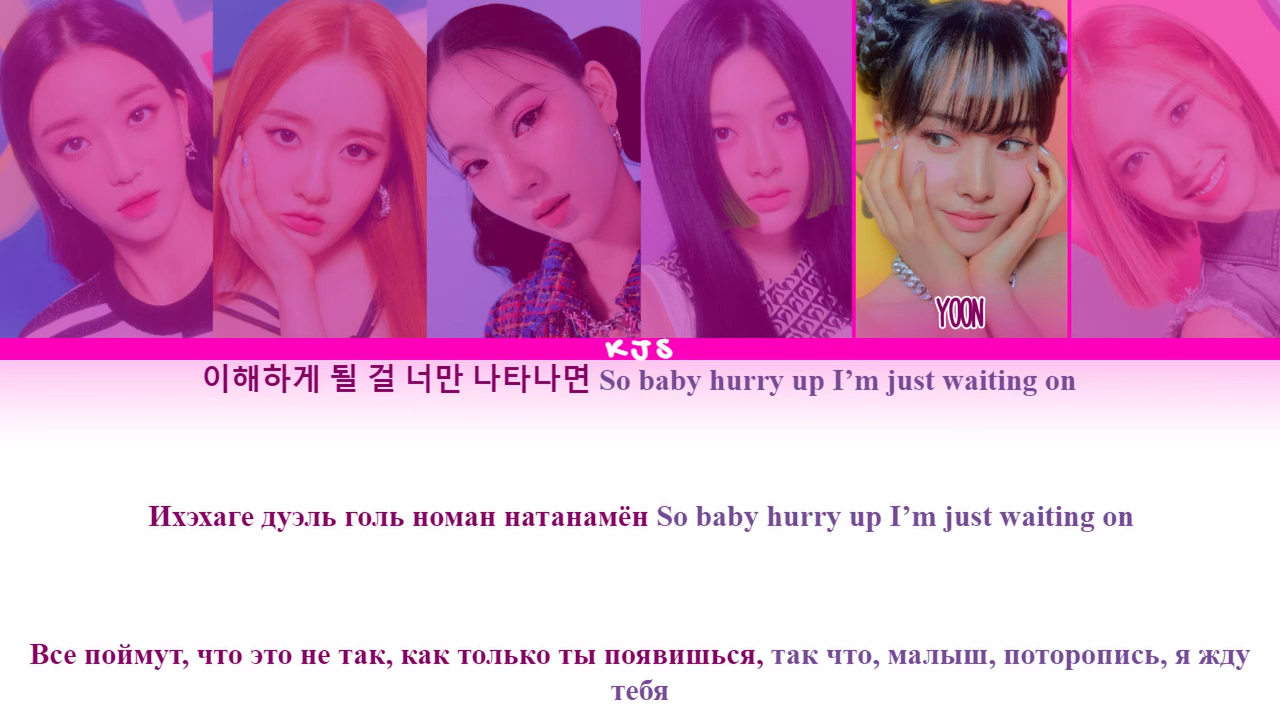 YOON
KJS
이해하게 될 걸 너만 나타나면 So baby hurry up I’m just waiting on
Ихэхаге дуэль голь номан натанамён So baby hurry up I’m just waiting on
Все поймут, что это не так, как только ты появишься, так что, малыш, поторопись, я жду
тебя